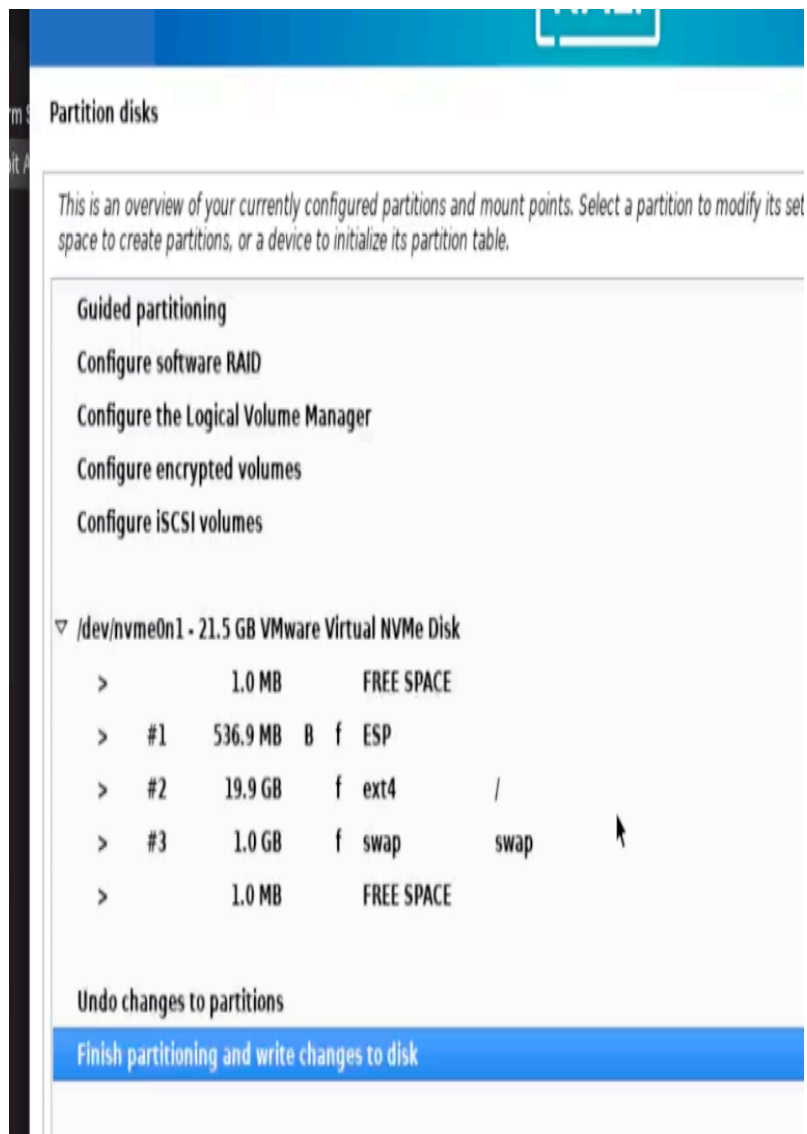 Partition disks
This is an overview of your currently configured partitions and mount points. Select a partition to modify its
space to create partitions, or a device to initialize its partition table.
Guided partitioning
Configure software RAID
Configure the Logical Volume Manager
Configure encrypted volumes
Configure iSCSI volumes
▽ /dev/nvme0n1 - 21.5 GB VMware Virtual NVMe Disk
> 1.0 MB FREE SPACE
> #1 536.9 MB B f ESP
> #2 19.9 GB f ext4 /
> #3 1.0 GB f swap swap
> 1.0 MB FREE SPACE
Undo changes to partitions
Finish partitioning and write changes to disk